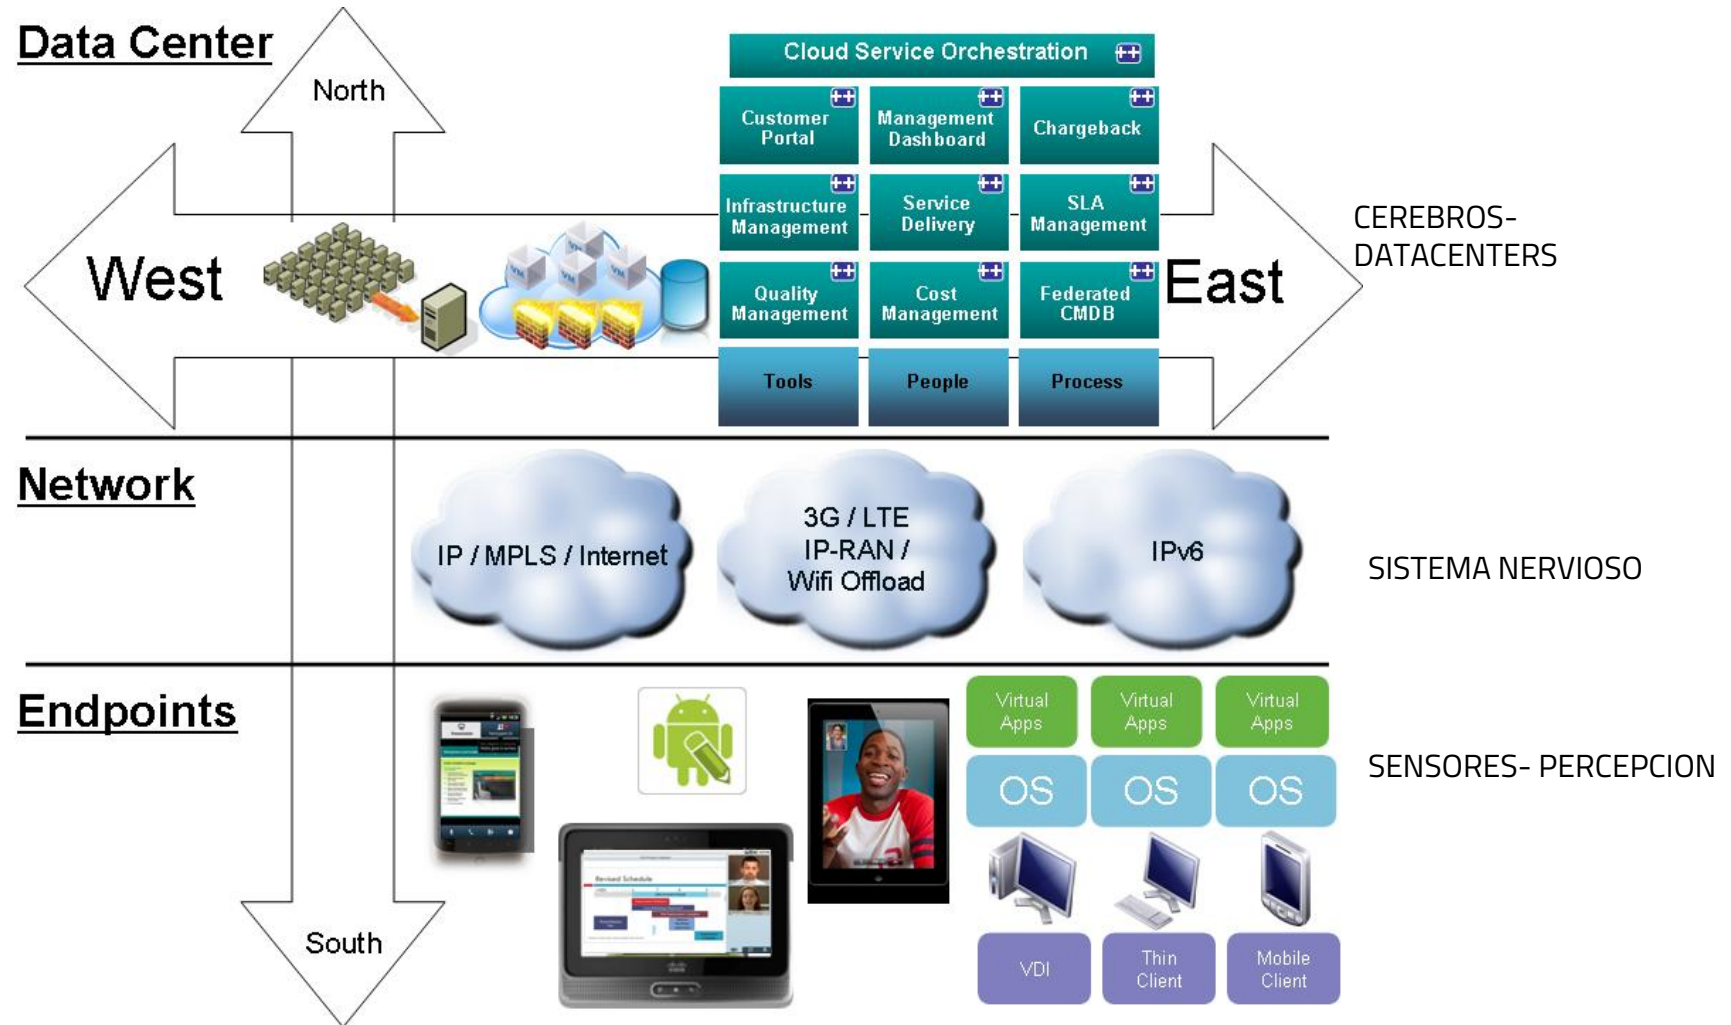 Data Center
North
West
East
South
Cloud Service Orchestration
Customer
Portal
Management
Dashboard
Chargeback
Infrastructure
Management
Service
Delivery
SLA
Management
Quality
Management
Cost
Management
Federated
CMDB
Tools
People
Process
CEREBROS-
DATACENTERS
Network
IP / MPLS / Internet
3G / LTE
IP-RAN /
Wifi Offload
IPv6
SISTEMA NERVIOSO
Endpoints
Revised Schedule
Virtual
Apps
Virtual
Apps
Virtual
Apps
OS
OS
OS
VDI
Thin
Client
Mobile
Client
SENSORES- PERCEPCION